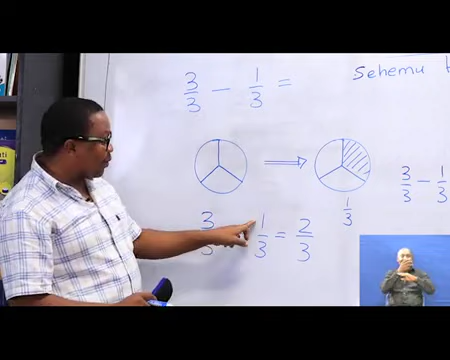 3/3 - 1/3 =
Sehemu
1/3
3/3 - 1/3
3/3 1/3 = 2/3